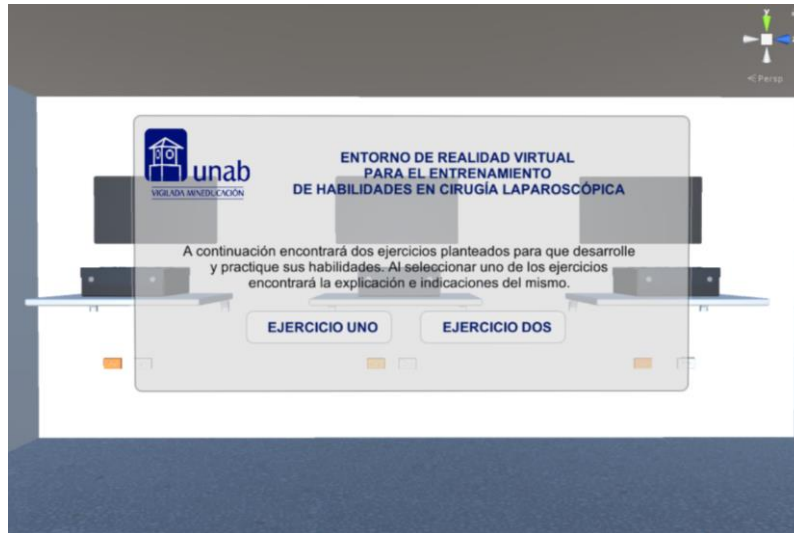 unab
VIGILADA MINEDUCACIÓN
ENTORNO DE REALIDAD VIRTUAL
PARA EL ENTRENAMIENTO
DE HABILIDADES EN CIRUGÍA LAPAROSCÓPICA
A continuación encontrará dos ejercicios planteados para que desarrolle
y practique sus habilidades. Al seleccionar uno de los ejercicios
encontrará la explicación e indicaciones del mismo.
EJERCICIO UNO
EJERCICIO DOS
y
Persp